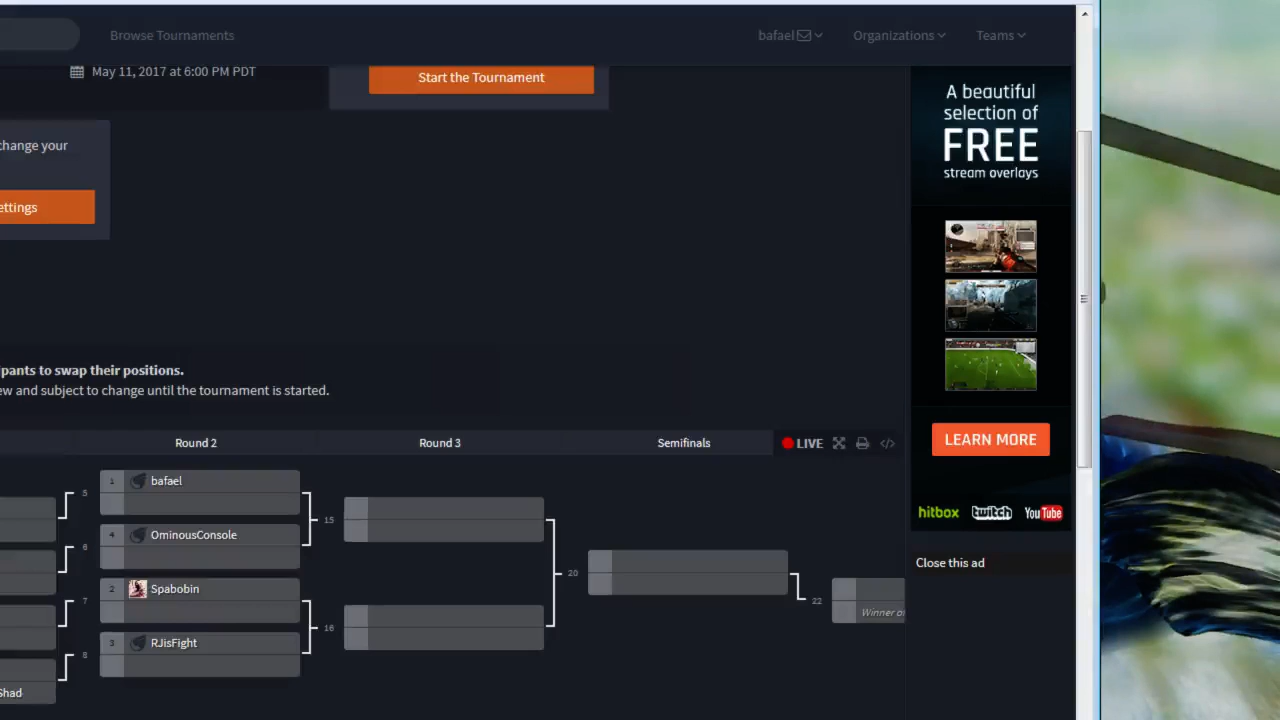 Browse Tournaments
bafael
Organizations
Teams
May 11, 2017 at 6:00 PM PDT
Start the Tournament
change your
ettings
A beautiful
selection of
FREE
stream overlays
LEARN MORE
hitbox twitch YouTube
Close this ad
pants to swap their positions.
ew and subject to change until the tournament is started.
Round 2
Round 3
Semifinals
LIVE
5
1 bafael
15
6
4 OminousConsole
20
7
2 Spabobin
22
Winner o
16
8
3 RJisFight
Shad